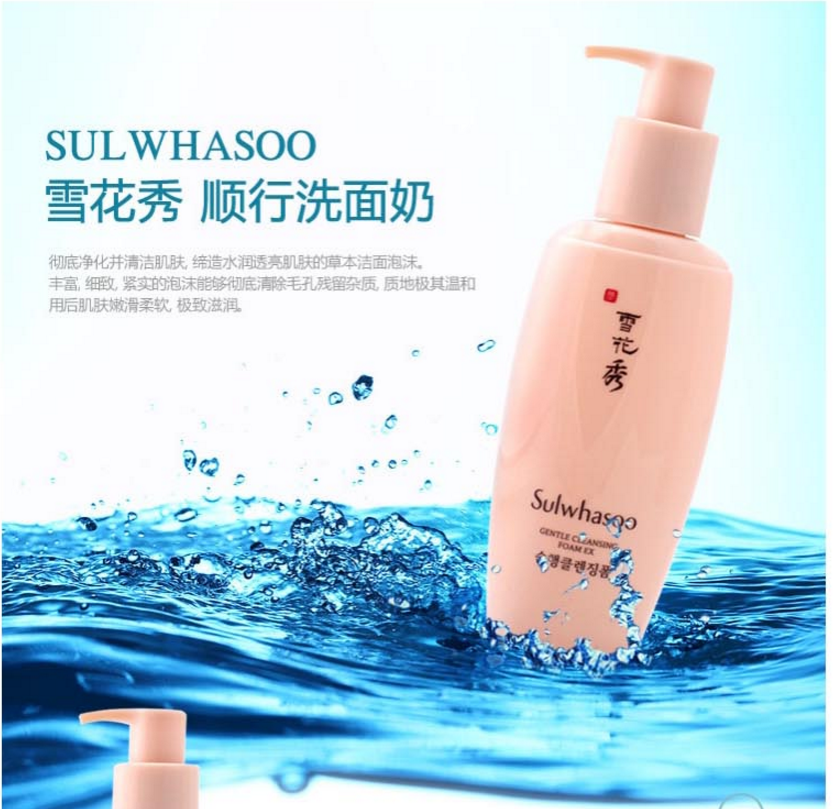 SULWHASOO
雪花秀 顺行洗面奶
彻底净化并清洁肌肤, 缔造水润透亮肌肤的草本洁面泡沫。
丰富, 细致, 紧实的泡沫能够彻底清除毛孔残留杂质, 质地极其温和
用后肌肤嫩滑柔软, 极致滋润。
雪花秀
Sulwhasoo
GENTLE CLEANSING
FOAM EX
순행클렌징폼